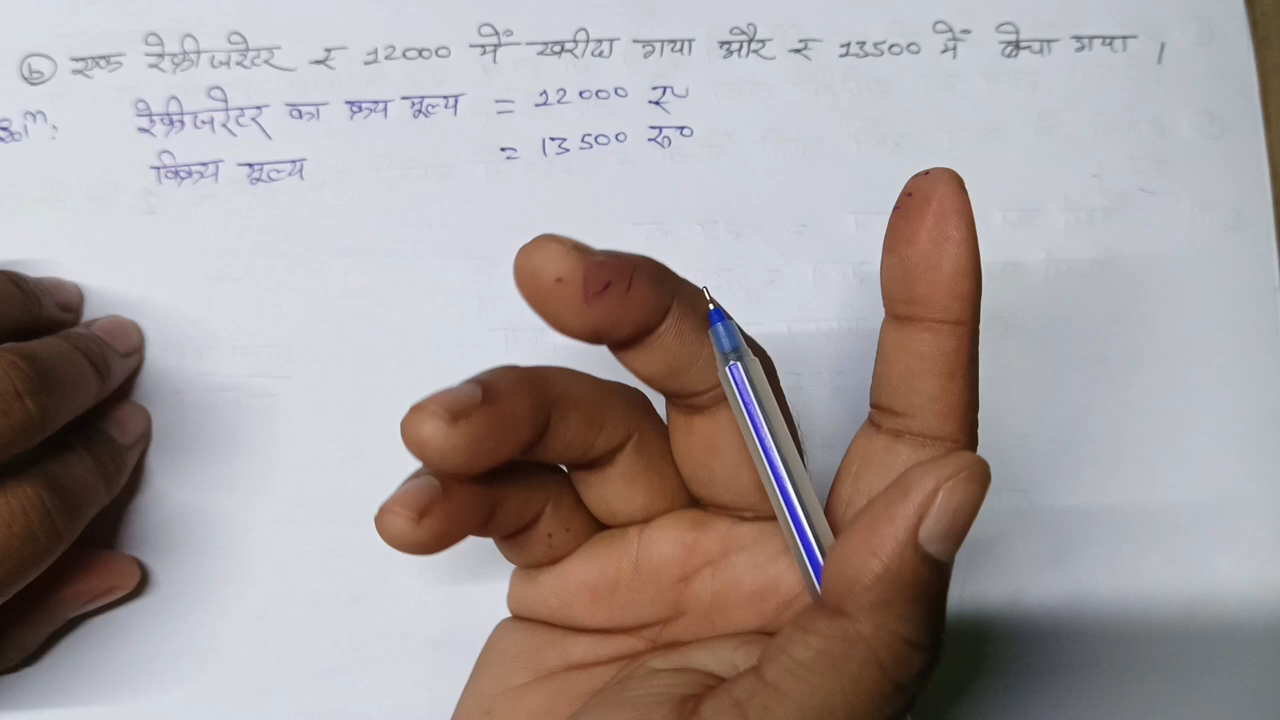 (b) एक रेफ्रीजरेटर ₹ 12000 में खरीदा गया और ₹ 13500 में बेचा गया ।
Solⁿ: रेफ्रीजरेटर का क्रय मूल्य = 12000 रु०
विक्रय मूल्य = 13500 रू०